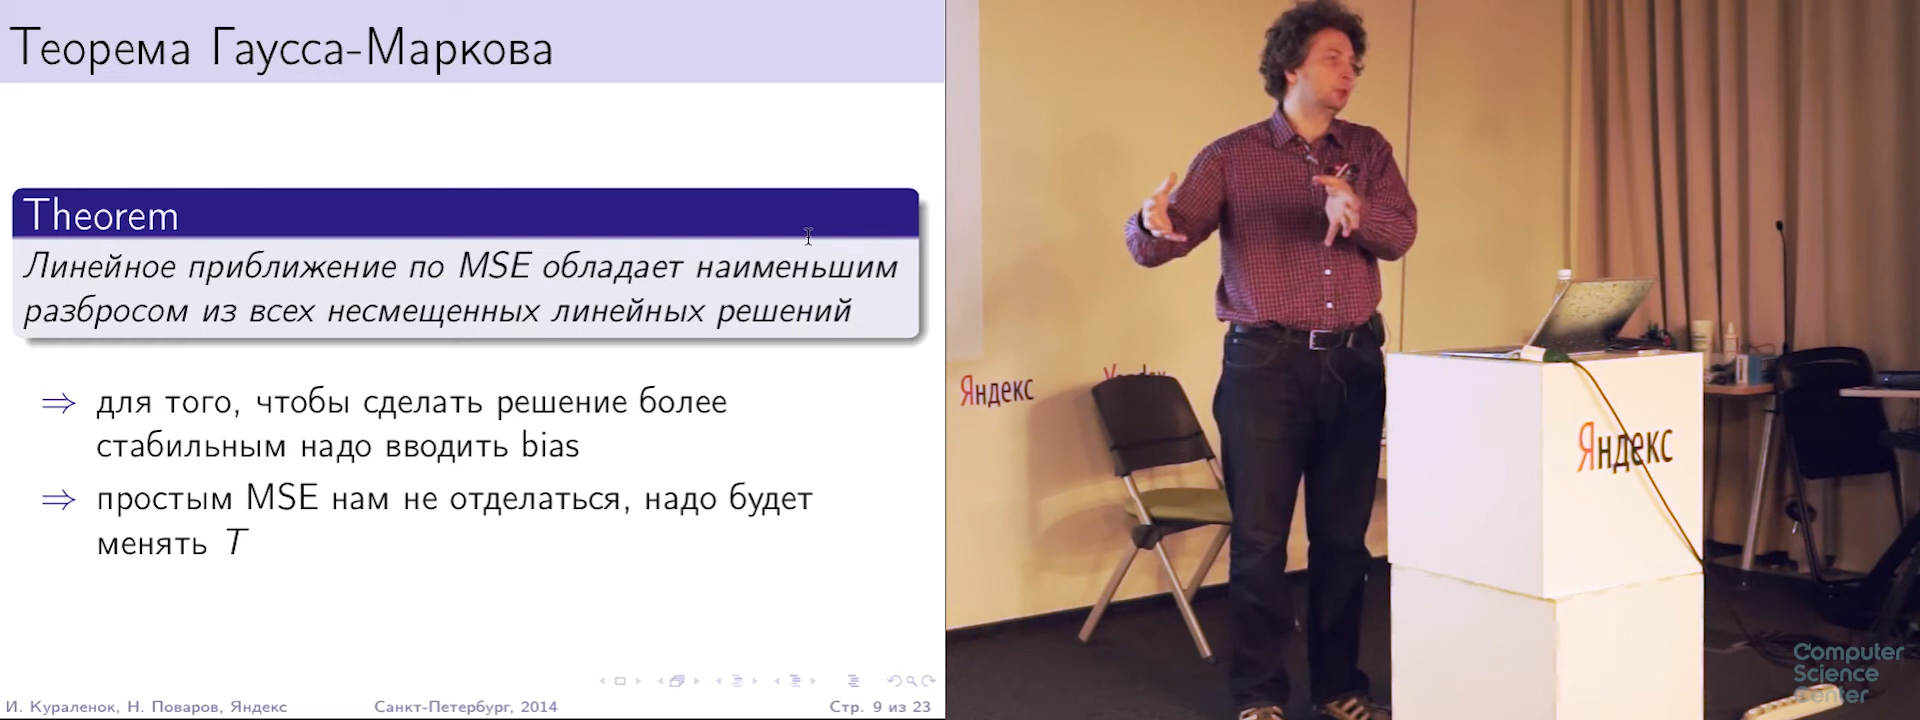 Теорема Гаусса-Маркова
Theorem
Линейное приближение по MSE обладает наименьшим
разбросом из всех несмещенных линейных решений
⇒ для того, чтобы сделать решение более
стабильным надо вводить bias
⇒ простым MSE нам не отделаться, надо будет
менять T
И. Кураленок, Н. Поваров, Яндекс
Санкт-Петербург, 2014
Стр. 9 из 23
Яндекс
Yandex
Яндекс
Computer
Science
Center